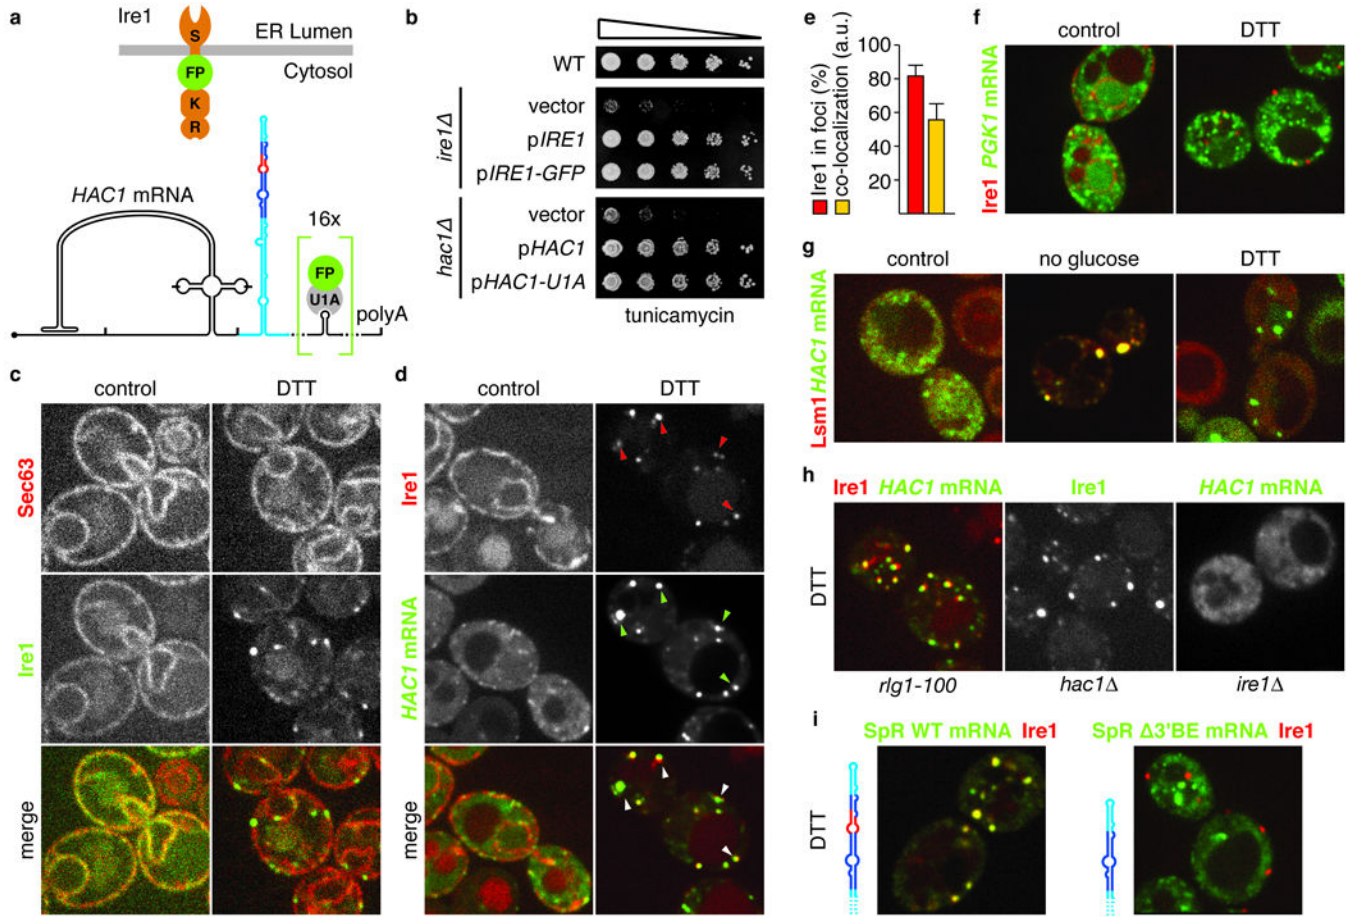 a
Ire1
S
ER Lumen
FP
Cytosol
K
R
HAC1 mRNA
16x
FP
U1A
polyA
b
WT
ire1Δ
vector
pIRE1
pIRE1-GFP
hac1Δ
vector
pHAC1
pHAC1-U1A
tunicamycin
c
control
DTT
Sec63
Ire1
merge
d
control
DTT
Ire1
HAC1 mRNA
merge
e
Ire1 in foci (%)
co-localization (a.u.)
100
80
60
40
20
f
control
DTT
Ire1 PGK1 mRNA
g
control
no glucose
DTT
Lsm1 HAC1 mRNA
h
Ire1 HAC1 mRNA
Ire1
HAC1 mRNA
DTT
rlg1-100
hac1Δ
ire1Δ
i
SpR WT mRNA Ire1
SpR Δ3'BE mRNA Ire1
DTT